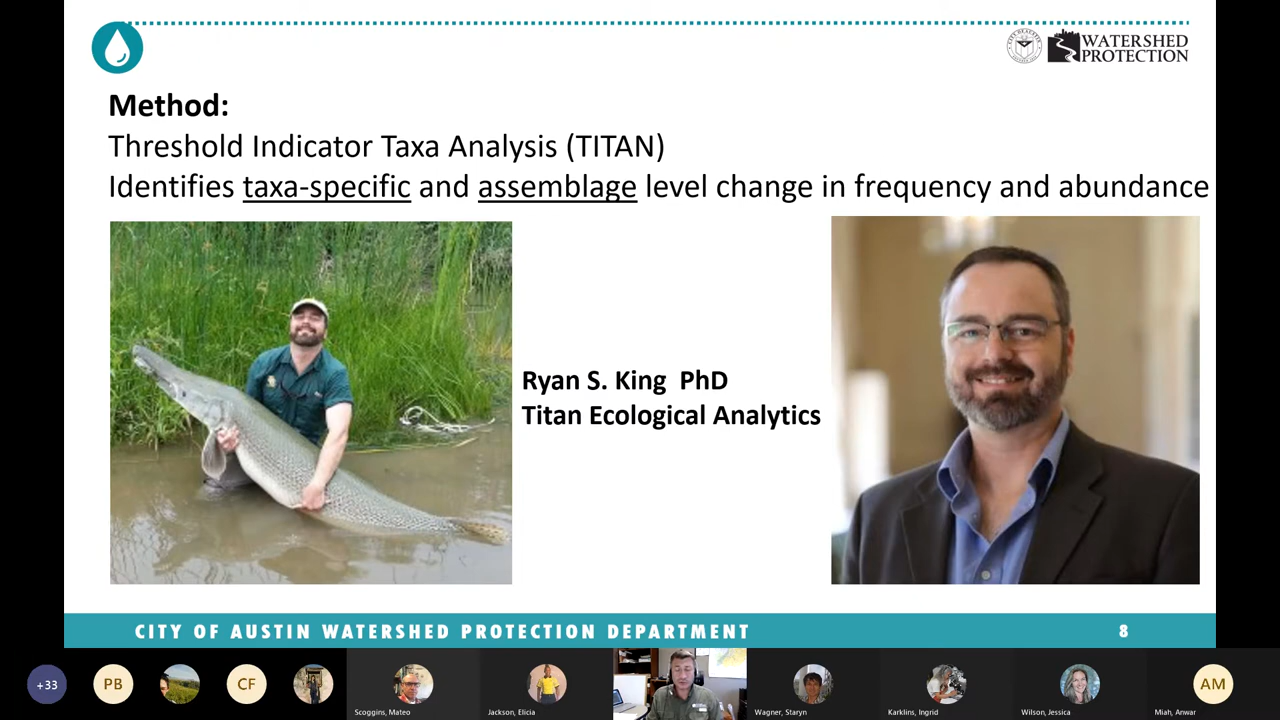 WATERSHED
PROTECTION
Method:
Threshold Indicator Taxa Analysis (TITAN)
Identifies taxa-specific and assemblage level change in frequency and abundance
Ryan S. King PhD
Titan Ecological Analytics
CITY OF AUSTIN WATERSHED PROTECTION DEPARTMENT
8
+33
PB
CF
Scoggins, Mateo
Jackson, Elicia
Wagner, Staryn
Karklins, Ingrid
Wilson, Jessica
AM
Miah, Anwar